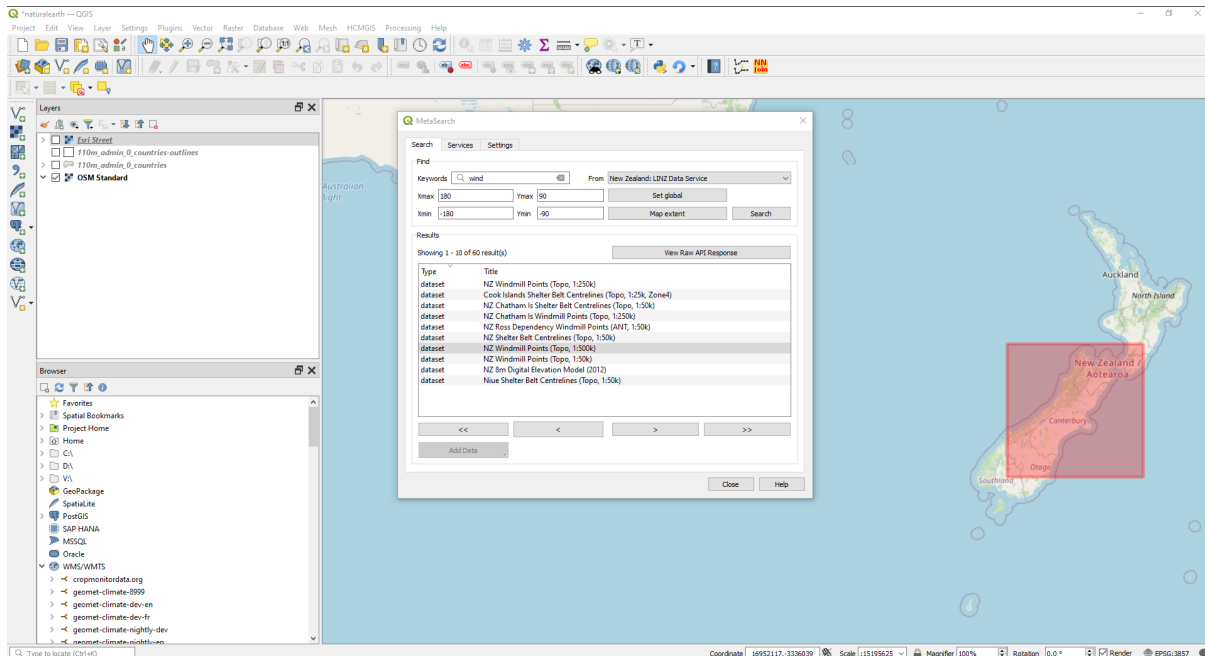 *naturalearth — QGIS
Project Edit View Layer Settings Plugins Vector Raster Database Web Mesh HCMGIS Processing Help
NN
join
Layers
Esri Street
110m_admin_0_countries-outlines
110m_admin_0_countries
OSM Standard
Browser
Favorites
Spatial Bookmarks
Project Home
Home
C:\
D:\
V:\
GeoPackage
SpatiaLite
PostGIS
SAP HANA
MSSQL
Oracle
WMS/WMTS
cropmonitordata.org
geomet-climate-8999
geomet-climate-dev-en
geomet-climate-dev-fr
geomet-climate-nightly-dev
geomet-climate-nightly-en
MetaSearch
Search Services Settings
Find
Keywords wind From New Zealand: LINZ Data Service
Xmax 180 Ymax 90 Set global
Xmin -180 Ymin -90 Map extent Search
Results
Showing 1 - 10 of 60 result(s) View Raw API Response
Type Title
dataset NZ Windmill Points (Topo, 1:250k)
dataset Cook Islands Shelter Belt Centrelines (Topo, 1:25k, Zone4)
dataset NZ Chatham Is Shelter Belt Centrelines (Topo, 1:50k)
dataset NZ Chatham Is Windmill Points (Topo, 1:250k)
dataset NZ Ross Dependency Windmill Points (ANT, 1:50k)
dataset NZ Shelter Belt Centrelines (Topo, 1:50k)
dataset NZ Windmill Points (Topo, 1:500k)
dataset NZ Windmill Points (Topo, 1:50k)
dataset NZ 8m Digital Elevation Model (2012)
dataset Niue Shelter Belt Centrelines (Topo, 1:50k)
<< < > >>
Add Data
Close Help
Australian
Bight
Auckland
North Island
New Zealand /
Aotearoa
Canterbury
Otago
Southland
Type to locate (Ctrl+K)
Coordinate 16952117,-3336039 Scale 1:15195625 Magnifier 100% Rotation 0.0 ° Render EPSG:3857